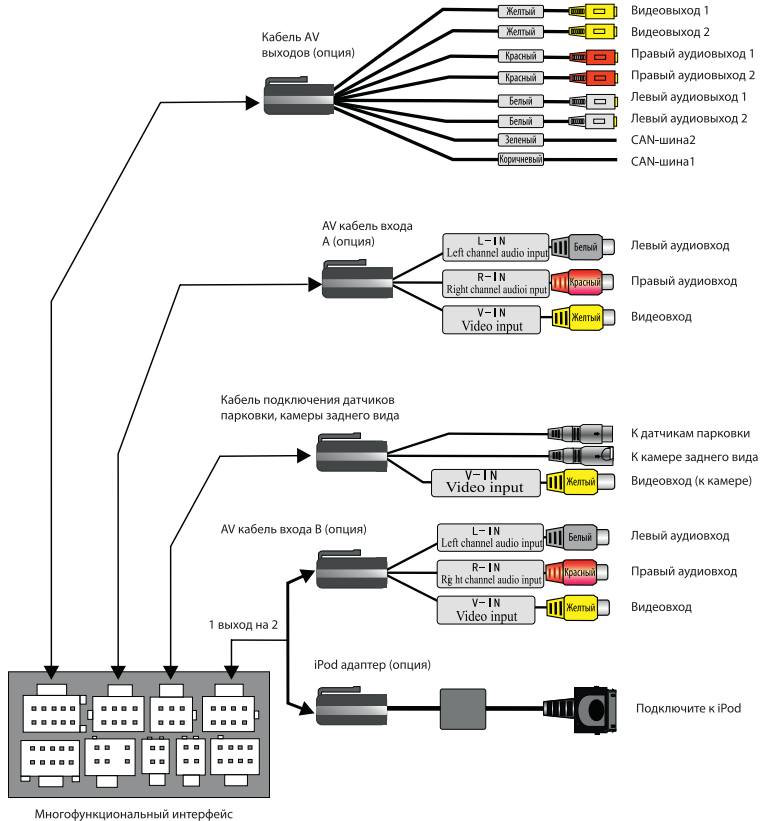 Кабель AV
выходов (опция)
Желтый
Видеовыход 1
Желтый
Видеовыход 2
Красный
Правый аудиовыход 1
Красный
Правый аудиовыход 2
Белый
Левый аудиовыход 1
Белый
Левый аудиовыход 2
Зеленый
CAN-шина2
Коричневый
CAN-шина1
AV кабель входа
А (опция)
L-IN
Left channel audio input
Белый
Левый аудиовход
R-IN
Right channel audioi nput
Красный
Правый аудиовход
V-IN
Video input
Желтый
Видеовход
Кабель подключения датчиков
парковки, камеры заднего вида
К датчикам парковки
К камере заднего вида
V-IN
Video input
Желтый
Видеовход (к камере)
AV кабель входа B (опция)
L-IN
Left channel audio input
Белый
Левый аудиовход
R-IN
Rig ht channel audio input
Красный
Правый аудиовход
V-IN
Video input
Желтый
Видеовход
1 выход на 2
iPod адаптер (опция)
Подключите к iPod
Многофункциональный интерфейс